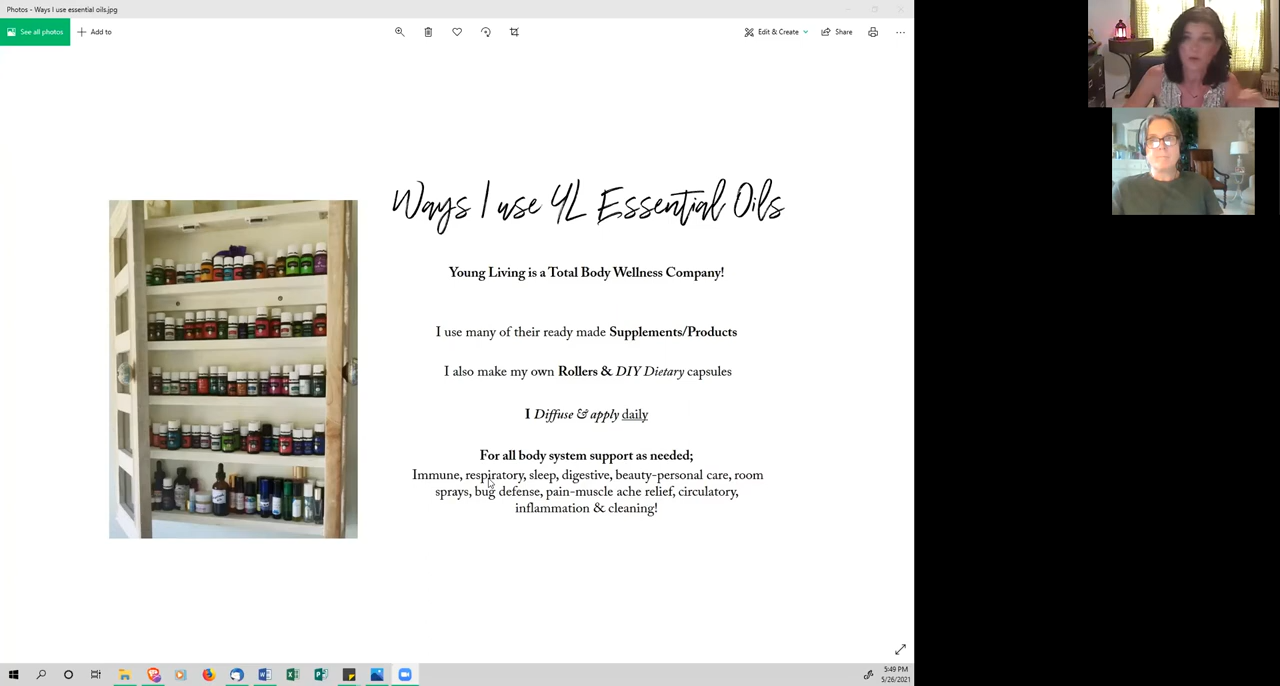 Photos - Ways I use essential oils.jpg
See all photos
Add to
Edit & Create
Share
Ways I use YL Essential Oils
Young Living is a Total Body Wellness Company!
I use many of their ready made Supplements/Products
I also make my own Rollers & DIY Dietary capsules
I Diffuse & apply daily
For all body system support as needed;
Immune, respiratory, sleep, digestive, beauty-personal care, room
sprays, bug defense, pain-muscle ache relief, circulatory,
inflammation & cleaning!
5:49 PM
5/26/2021